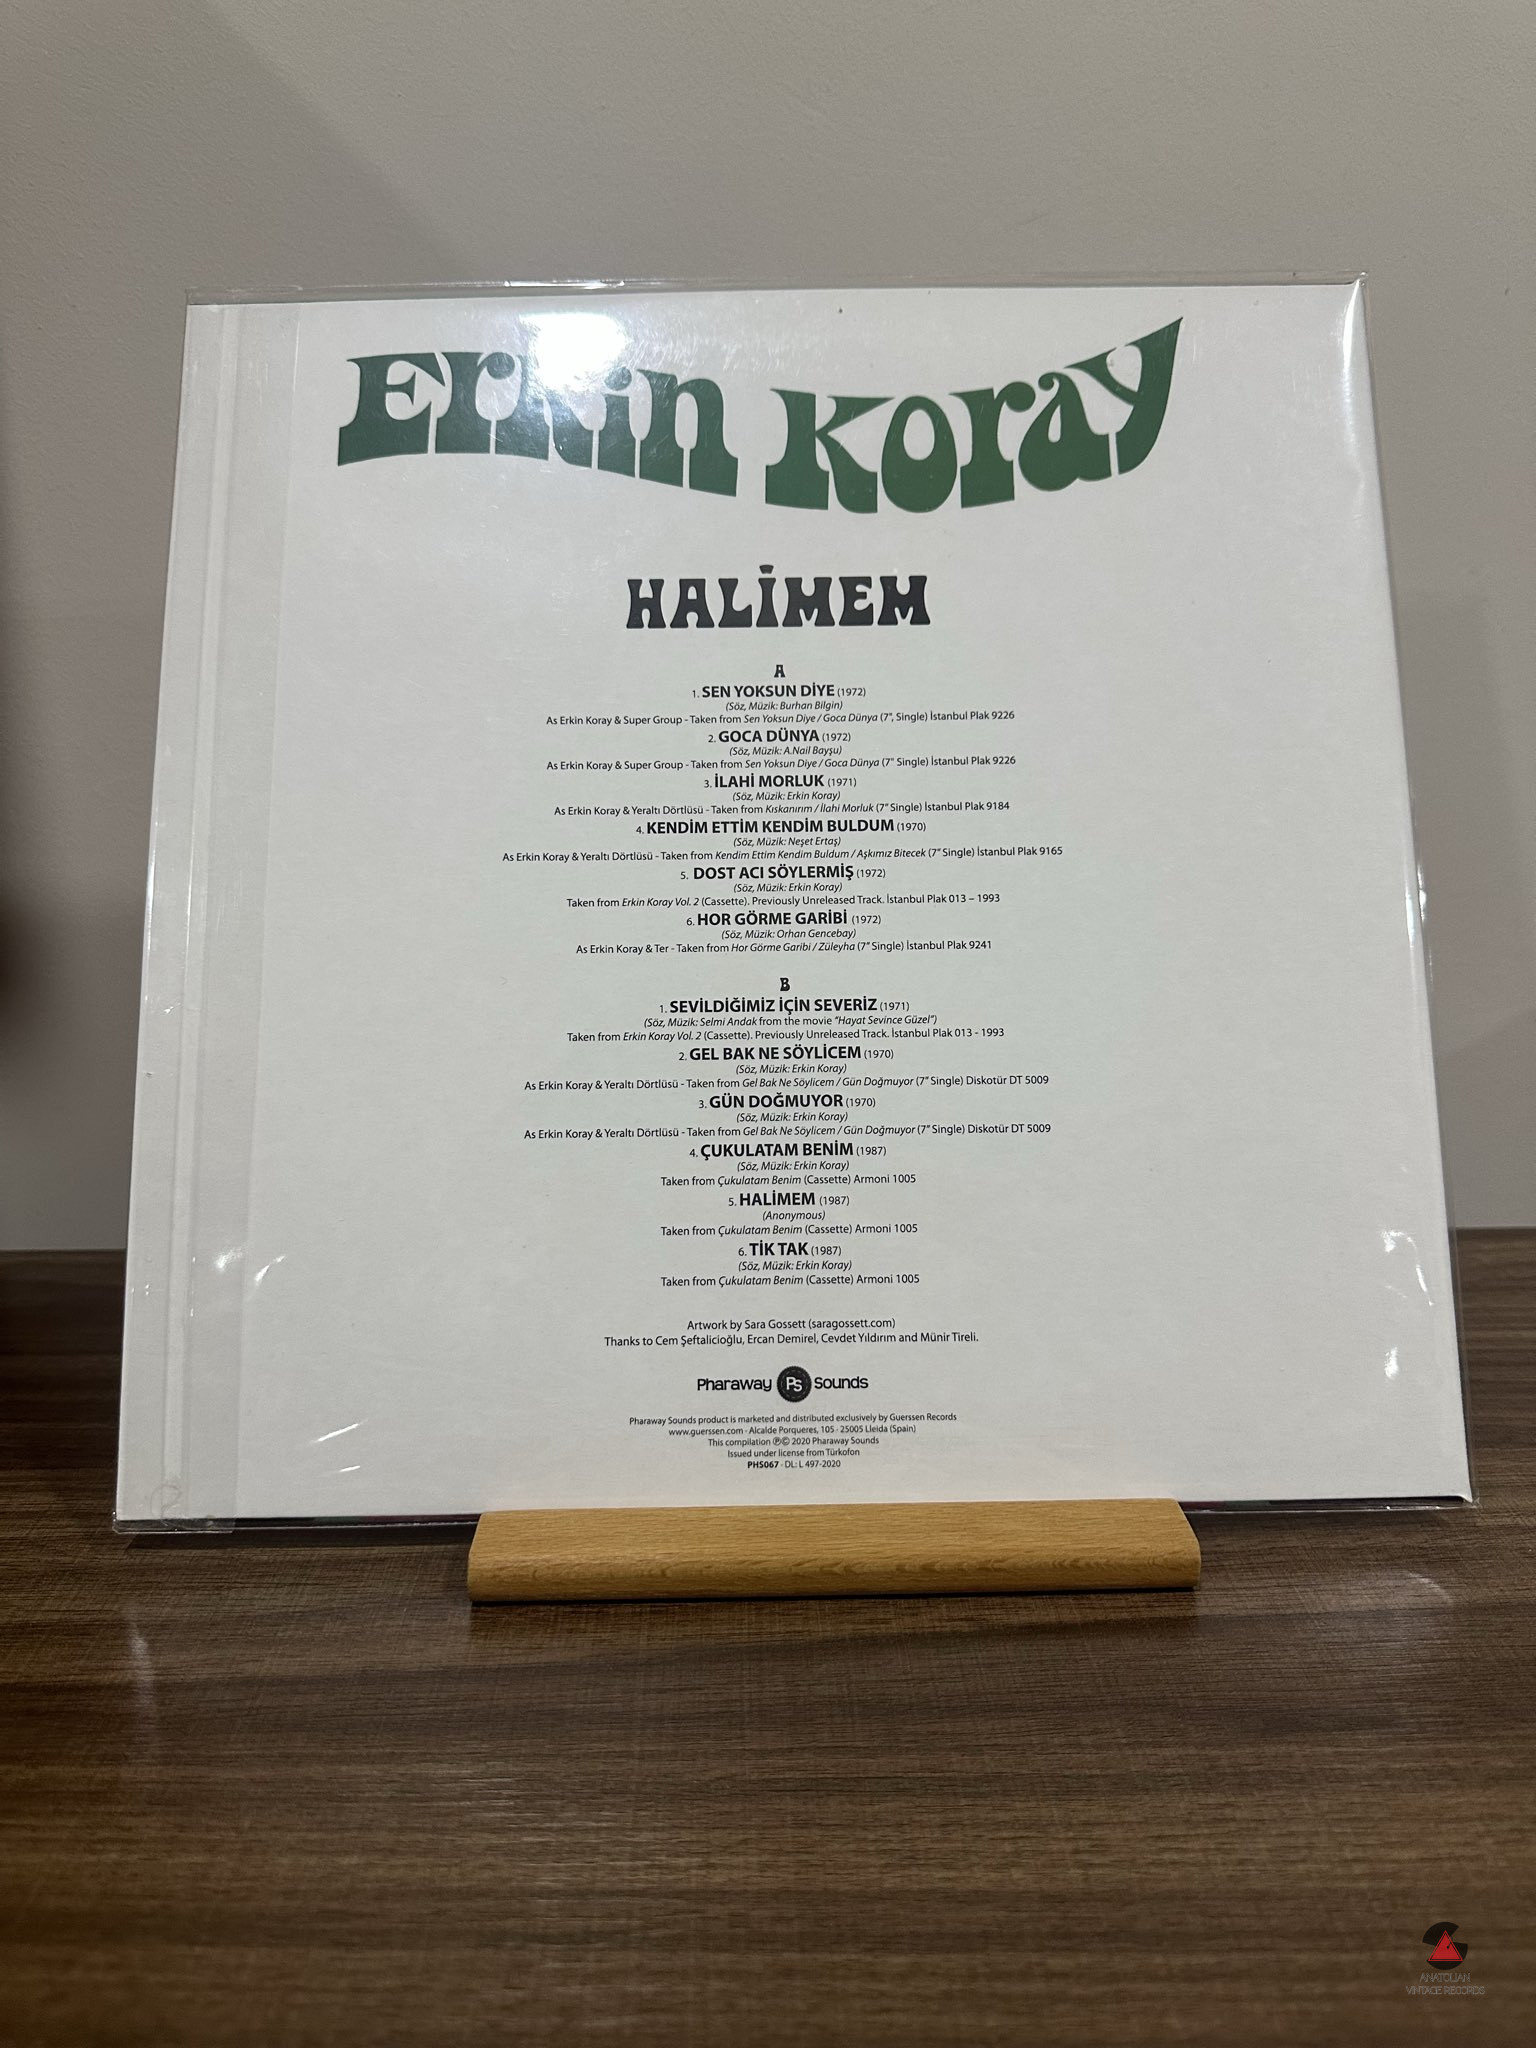 Erkin Koray
HALİMEM
A
1. SEN YOKSUN DİYE (1972)
(Söz, Müzik: Burhan Bilgin)
As Erkin Koray & Super Group - Taken from Sen Yoksun Diye / Goca Dünya (7", Single) İstanbul Plak 9226
2. GOCA DÜNYA (1972)
(Söz, Müzik: A.Nail Bayşu)
As Erkin Koray & Super Group - Taken from Sen Yoksun Diye / Goca Dünya (7" Single) İstanbul Plak 9226
3. İLAHİ MORLUK (1971)
(Söz, Müzik: Erkin Koray)
As Erkin Koray & Yeraltı Dörtlüsü - Taken from Kıskanırım / İlahi Morluk (7" Single) İstanbul Plak 9184
4. KENDİM ETTİM KENDİM BULDUM (1970)
(Söz, Müzik: Neşet Ertaş)
As Erkin Koray & Yeraltı Dörtlüsü - Taken from Kendim Ettim Kendim Buldum / Aşkımız Bitecek (7" Single) İstanbul Plak 9165
5. DOST ACI SÖYLERMİŞ (1972)
(Söz, Müzik: Erkin Koray)
Taken from Erkin Koray Vol. 2 (Cassette). Previously Unreleased Track. İstanbul Plak 013 – 1993
6. HOR GÖRME GARİBİ (1972)
(Söz, Müzik: Orhan Gencebay)
As Erkin Koray & Ter - Taken from Hor Görme Garibi / Züleyha (7" Single) İstanbul Plak 9241
B
1. SEVİLDİĞİMİZ İÇİN SEVERİZ (1971)
(Söz, Müzik: Selmi Andak from the movie "Hayat Sevince Güzel")
Taken from Erkin Koray Vol. 2 (Cassette). Previously Unreleased Track. İstanbul Plak 013 - 1993
2. GEL BAK NE SÖYLİCEM (1970)
(Söz, Müzik: Erkin Koray)
As Erkin Koray & Yeraltı Dörtlüsü - Taken from Gel Bak Ne Söylicem / Gün Doğmuyor (7" Single) Diskotür DT 5009
3. GÜN DOĞMUYOR (1970)
(Söz, Müzik: Erkin Koray)
As Erkin Koray & Yeraltı Dörtlüsü - Taken from Gel Bak Ne Söylicem / Gün Doğmuyor (7" Single) Diskotür DT 5009
4. ÇUKULATAM BENİM (1987)
(Söz, Müzik: Erkin Koray)
Taken from Çukulatam Benim (Cassette) Armoni 1005
5. HALİMEM (1987)
(Anonymous)
Taken from Çukulatam Benim (Cassette) Armoni 1005
6. TİK TAK (1987)
(Söz, Müzik: Erkin Koray)
Taken from Çukulatam Benim (Cassette) Armoni 1005
Artwork by Sara Gossett (saragossett.com)
Thanks to Cem Şeftalicioğlu, Ercan Demirel, Cevdet Yıldırım and Münir Tireli.
Pharaway PS Sounds
Pharaway Sounds product is marketed and distributed exclusively by Guerssen Records
www.guerssen.com · Alcalde Porqueres, 105 · 25005 Lleida (Spain)
This compilation ℗© 2020 Pharaway Sounds
Issued under license from Türkofon
PHS067 · DL: L 497-2020
ANATOLIAN
VINTAGE RECORDS